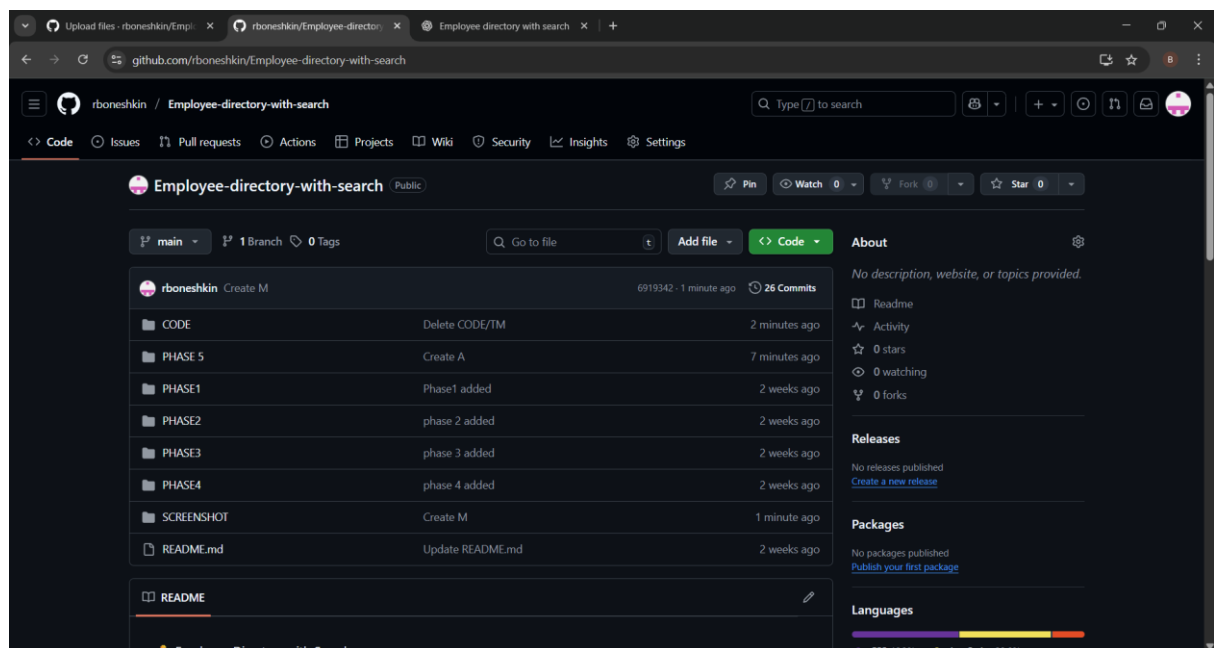 Upload files - rboneshkin/Emplo
rboneshkin/Employee-directory
Employee directory with search
github.com/rboneshkin/Employee-directory-with-search
B
rboneshkin / Employee-directory-with-search
Type / to search
Code Issues Pull requests Actions Projects Wiki Security Insights Settings
Employee-directory-with-search Public
Pin Watch 0 Fork 0 Star 0
main 1 Branch 0 Tags Go to file t Add file Code
rboneshkin Create M 6919342 · 1 minute ago 26 Commits
CODE Delete CODE/TM 2 minutes ago
PHASE 5 Create A 7 minutes ago
PHASE1 Phase1 added 2 weeks ago
PHASE2 phase 2 added 2 weeks ago
PHASE3 phase 3 added 2 weeks ago
PHASE4 phase 4 added 2 weeks ago
SCREENSHOT Create M 1 minute ago
README.md Update README.md 2 weeks ago
README
About
No description, website, or topics provided.
Readme
Activity
0 stars
0 watching
0 forks
Releases
No releases published
Create a new release
Packages
No packages published
Publish your first package
Languages